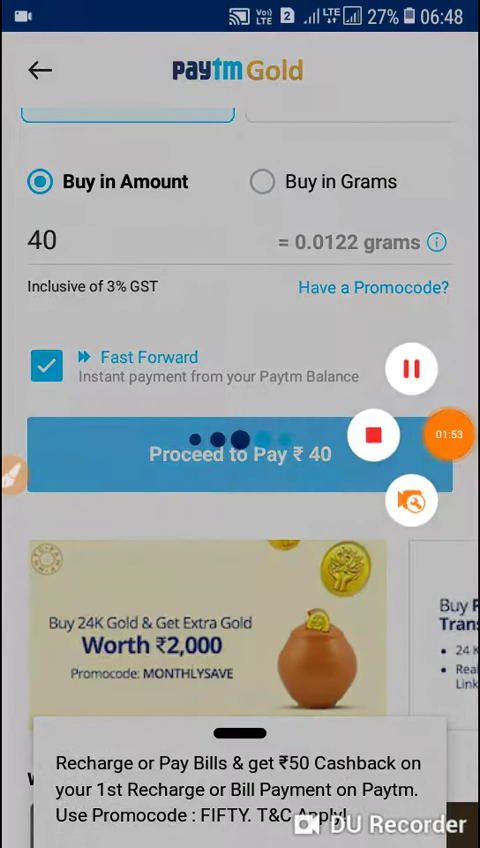 Vo) LTE 2 LTE 27% 06:48
paytm Gold
Buy in Amount
Buy in Grams
40
= 0.0122 grams
Inclusive of 3% GST
Have a Promocode?
Fast Forward
Instant payment from your Paytm Balance
01:53
Proceed to Pay ₹ 40
Buy 24K Gold & Get Extra Gold
Worth ₹2,000
Promocode: MONTHLYSAVE
Buy
Trans
• 24 K
• Rea
Link
Recharge or Pay Bills & get ₹50 Cashback on
your 1st Recharge or Bill Payment on Paytm.
Use Promocode : FIFTY. T&C Apply!
DU Recorder